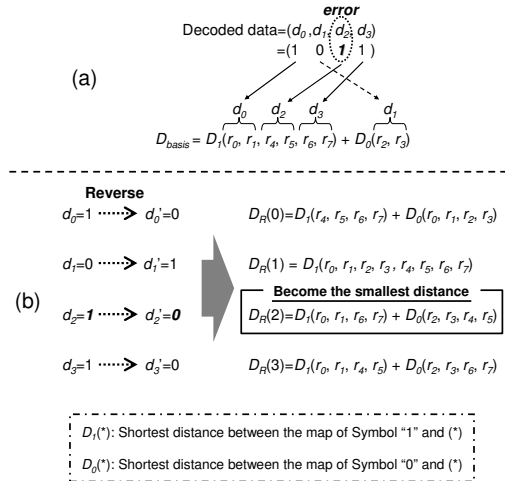 error
Decoded data=(d0 ,d1, d2, d3)
=(1 0 1 1 )
(a)
d0 d2 d3 d1
Dbasis = D1(r0, r1, r4, r5, r6, r7) + D0(r2, r3)
Reverse
d0=1 d0'=0 DR(0)=D1(r4, r5, r6, r7) + D0(r0, r1, r2, r3)
d1=0 d1'=1 DR(1) = D1(r0, r1, r2, r3 , r4, r5, r6, r7)
Become the smallest distance
(b)
d2=1 d2'=0 DR(2)=D1(r0, r1, r6, r7) + D0(r2, r3, r4, r5)
d3=1 d3'=0 DR(3)=D1(r0, r1, r4, r5) + D0(r2, r3, r6, r7)
D1(*): Shortest distance between the map of Symbol "1" and (*)
D0(*): Shortest distance between the map of Symbol "0" and (*)